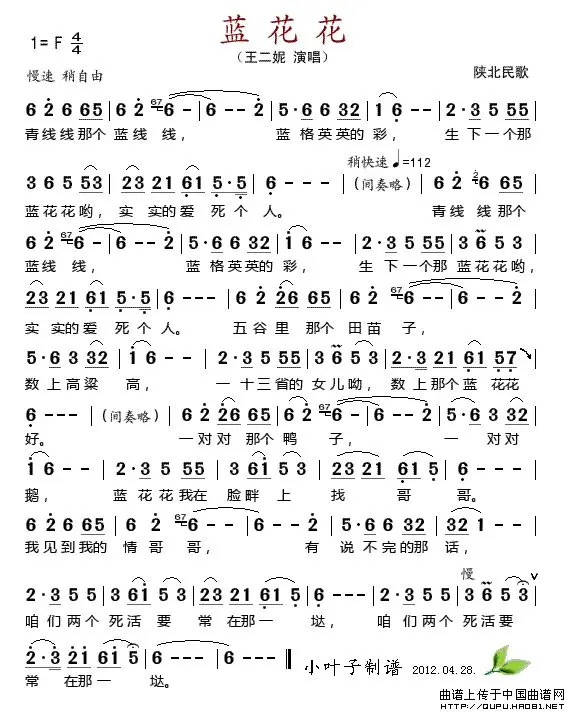 蓝花花
1= F 4/4
（王二妮 演唱）
慢速 稍自由
陕北民歌
6 2 6 65 | 6 2 67 6 - | 6 - - 2 | 5·6 6 32 | 1 6 - - | 2·3 5 55 |
青线线那个 蓝线线， 蓝格英英的彩， 生下一个那
稍快速 ♩=112
3 6 5 53 | 23 21 61 5·5 | 6 - - - | （间奏略） | 6 2 6 65 |
蓝花花哟， 实实的爱死个人。 青线线那个
6 2 6 - | 6 - - 2 | 5·6 6 32 | 1 6 - - | 2·3 5 55 | 3 6 5 53 |
蓝线线， 蓝格英英的彩， 生下一个那 蓝花花哟，
23 21 61 5·5 | 6 - - - | 6 2 26 65 | 6 2 67 6 - | 6 - - 2 |
实实的爱死个人。 五谷里那个田苗子，
5·6 3 32 | 1 6 - - | 2·3 5 55 | 3 6 5 3 | 2·3 21 61 57 |
数上高粱高， 一十三省的女儿呦， 数上那个蓝花花
6 - - - | （间奏略） | 6 2 26 65 | 6 2 67 6 - | 6 - - 2 | 5·6 3 32 |
好。 一对对那个鸭子， 一对对
1 6 - - | 2·3 5 55 | 3 61 5 3 | 23 21 61 5 | 6 - - - |
鹅， 蓝花花我在脸畔上找哥哥。
6 2 6 65 | 6 2 67 6 - | 6 - - 2 | 5·6 6 32 | 32 1 - - |
我见到我的情哥哥， 有说不完的那话，
慢
2·3 5 5 | 3 61 5 3 | 2·3 21 61 5 | 6 - - - | 2·3 5 5 | 3 6 5 3 ∨
咱们两个死活要常在那一垯， 咱们两个死活要
2·3 21 61 5 | 6 - - - | 6 - - ‖
常在那一垯。
小叶子制谱 2012.04.28.
曲谱上传于中国曲谱网
HTTP://QUPU.HAO81.NET